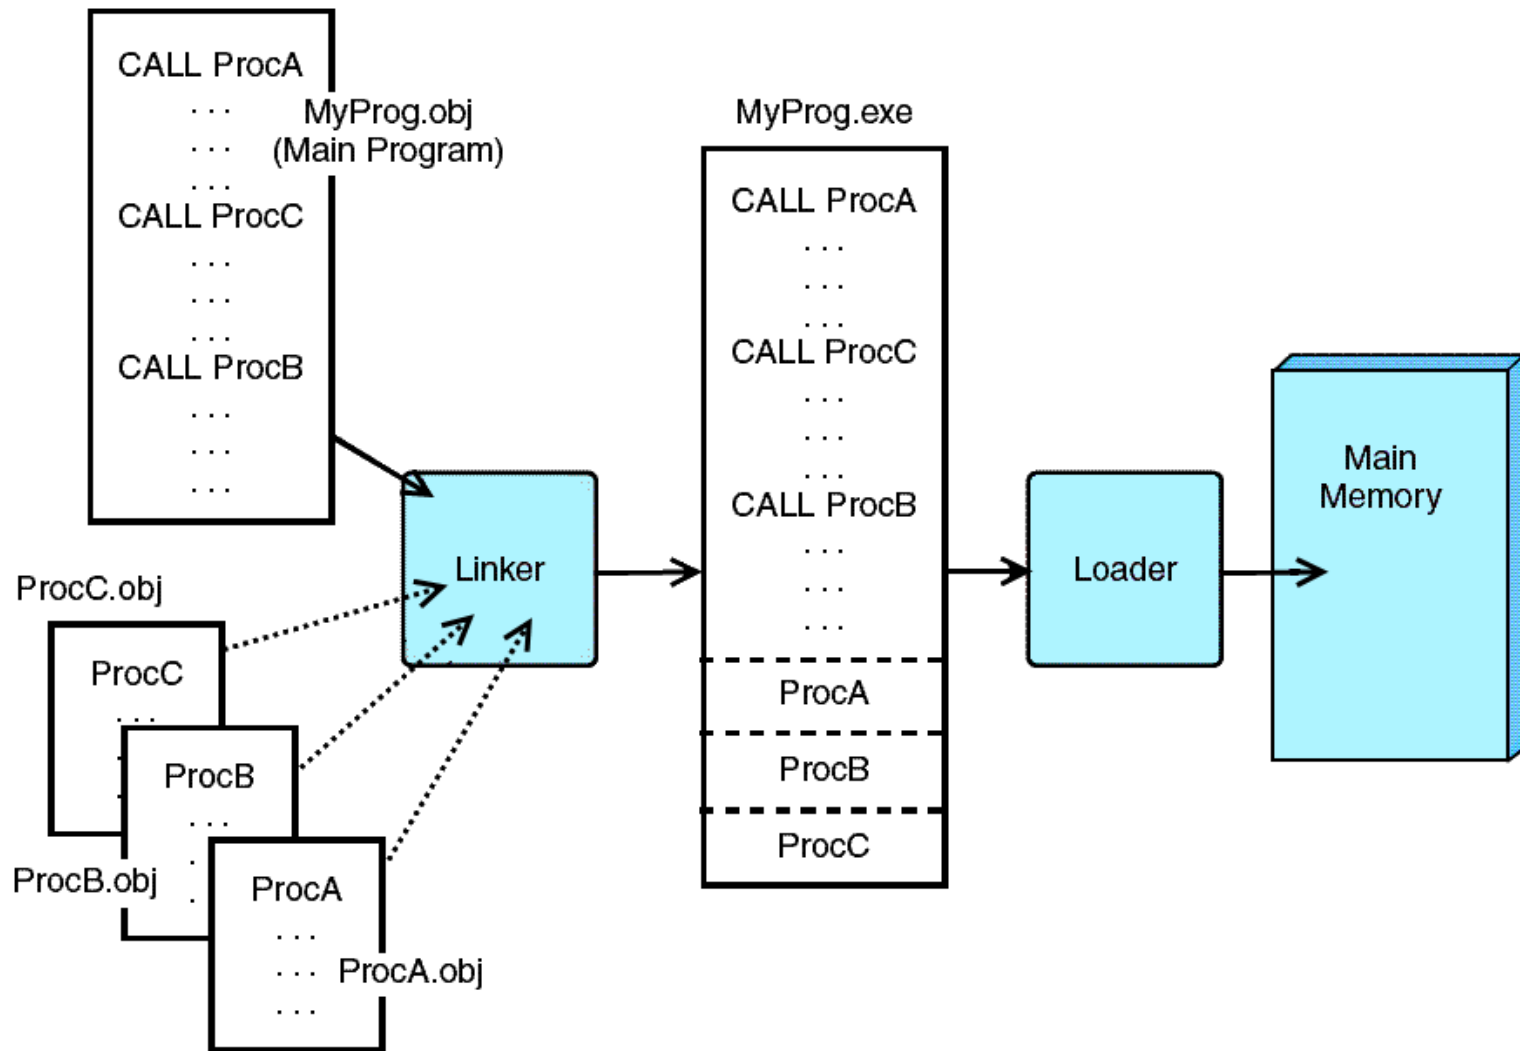 CALL ProcA
. . .
. . .
. . .
CALL ProcC
. . .
. . .
. . .
CALL ProcB
. . .
. . .
. . .
MyProg.obj
(Main Program)
ProcC.obj
ProcC
. . .
ProcB
. . .
ProcB.obj
ProcA
. . .
. . .
. . .
ProcA.obj
Linker
MyProg.exe
CALL ProcA
. . .
. . .
. . .
CALL ProcC
. . .
. . .
. . .
CALL ProcB
. . .
. . .
. . .
ProcA
ProcB
ProcC
Loader
Main
Memory